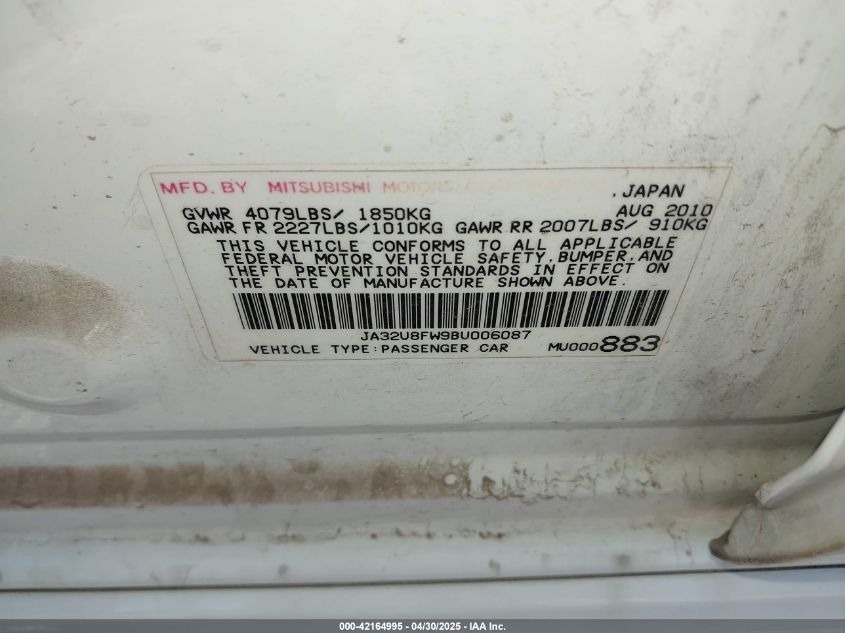 MFD. BY MITSUBISHI MOTORS CORPORATION, JAPAN
GVWR 4079LBS/ 1850KG AUG 2010
GAWR FR 2227LBS/1010KG GAWR RR 2007LBS/ 910KG
THIS VEHICLE CONFORMS TO ALL APPLICABLE
FEDERAL MOTOR VEHICLE SAFETY, BUMPER, AND
THEFT PREVENTION STANDARDS IN EFFECT ON
THE DATE OF MANUFACTURE SHOWN ABOVE.
JA32U8FW9BU006087
VEHICLE TYPE:PASSENGER CAR MU000883
000-42164995 - 04/30/2025 - IAA Inc.